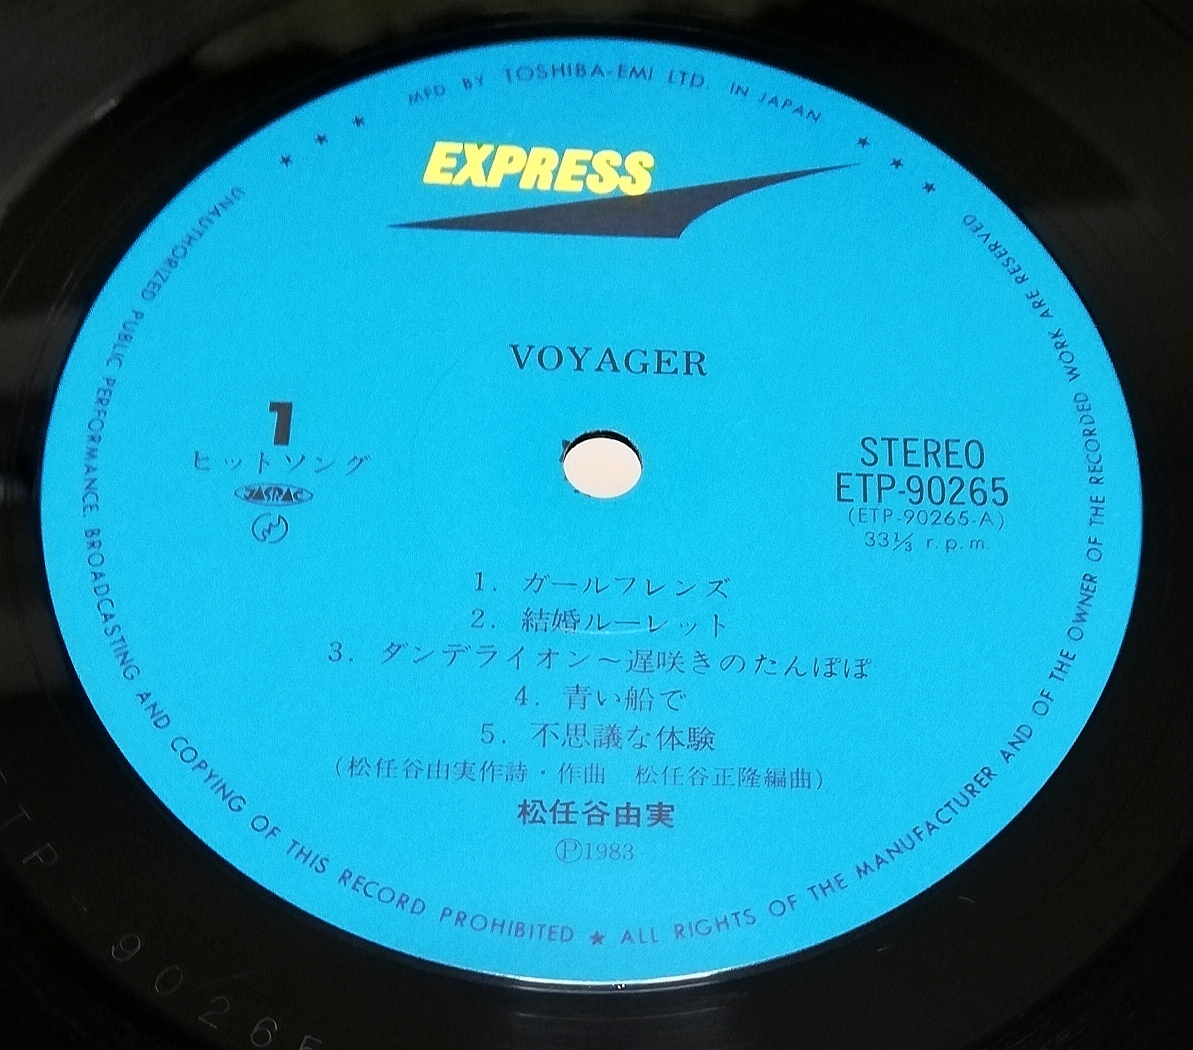 MFD. BY TOSHIBA-EMI LTD. IN JAPAN
★ ★ ★
★ ★ ★
EXPRESS
VOYAGER
1
ヒットソング
JASRAC
STEREO
ETP-90265
(ETP-90265-A)
33⅓ r.p.m.
1. ガールフレンズ
2. 結婚ルーレット
3. ダンデライオン～遅咲きのたんぽぽ
4. 青い船で
5. 不思議な体験
(松任谷由実作詩・作曲　松任谷正隆編曲)
松任谷由実
Ⓟ1983
UNAUTHORIZED PUBLIC PERFORMANCE, BROADCASTING AND COPYING OF THIS RECORD PROHIBITED ★ ALL RIGHTS OF THE MANUFACTURER AND OF THE OWNER OF THE RECORDED WORK ARE RESERVED
TP-90265